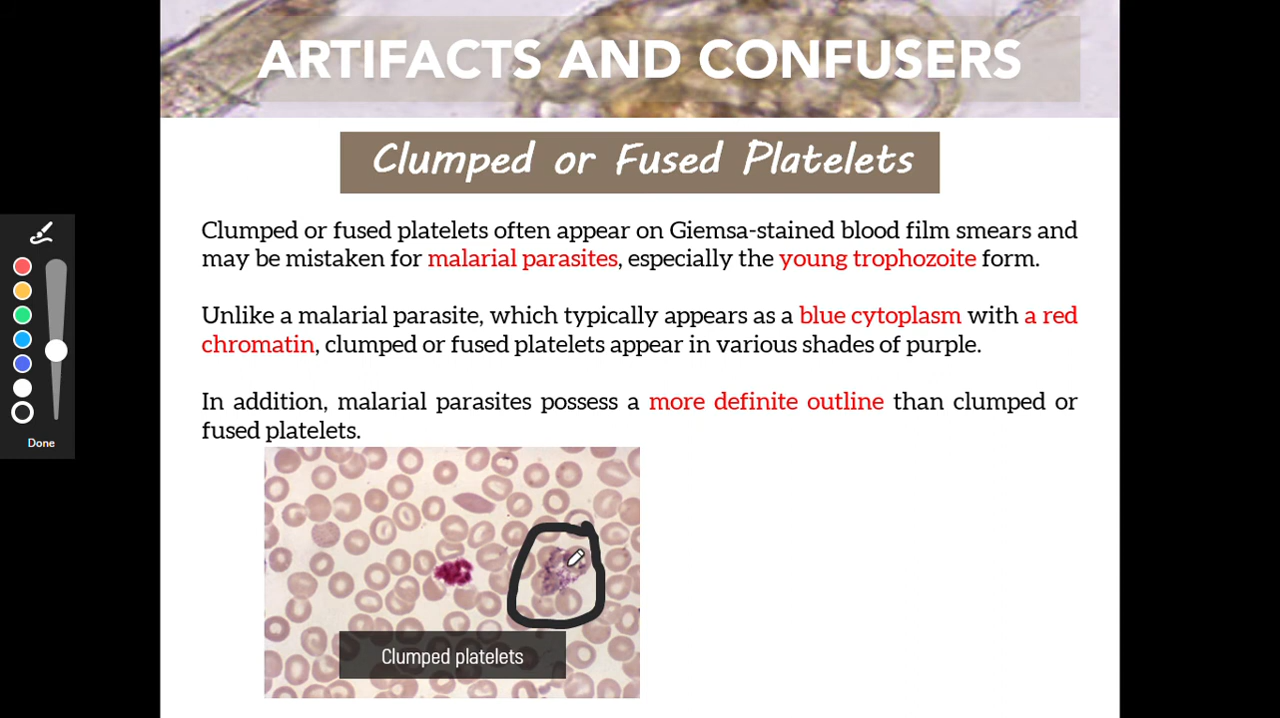 ARTIFACTS AND CONFUSERS
Clumped or Fused Platelets
Clumped or fused platelets often appear on Giemsa-stained blood film smears and
may be mistaken for malarial parasites, especially the young trophozoite form.
Unlike a malarial parasite, which typically appears as a blue cytoplasm with a red
chromatin, clumped or fused platelets appear in various shades of purple.
In addition, malarial parasites possess a more definite outline than clumped or
fused platelets.
Clumped platelets
Done